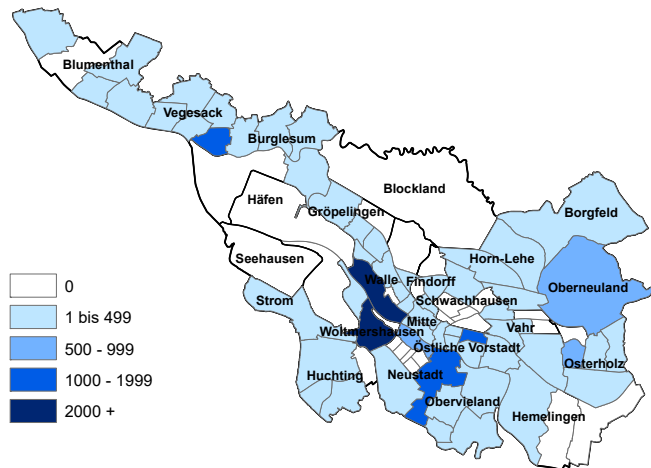 Blumenthal
Vegesack
Burglesum
Blockland
Häfen
Gröpelingen
Borgfeld
Seehausen
Horn-Lehe
Walle
Findorff
Oberneuland
Strom
Schwachhausen
Mitte
Vahr
Woltmershausen
Östliche Vorstadt
Osterholz
Huchting
Neustadt
Obervieland
Hemelingen
0
1 bis 499
500 - 999
1000 - 1999
2000 +